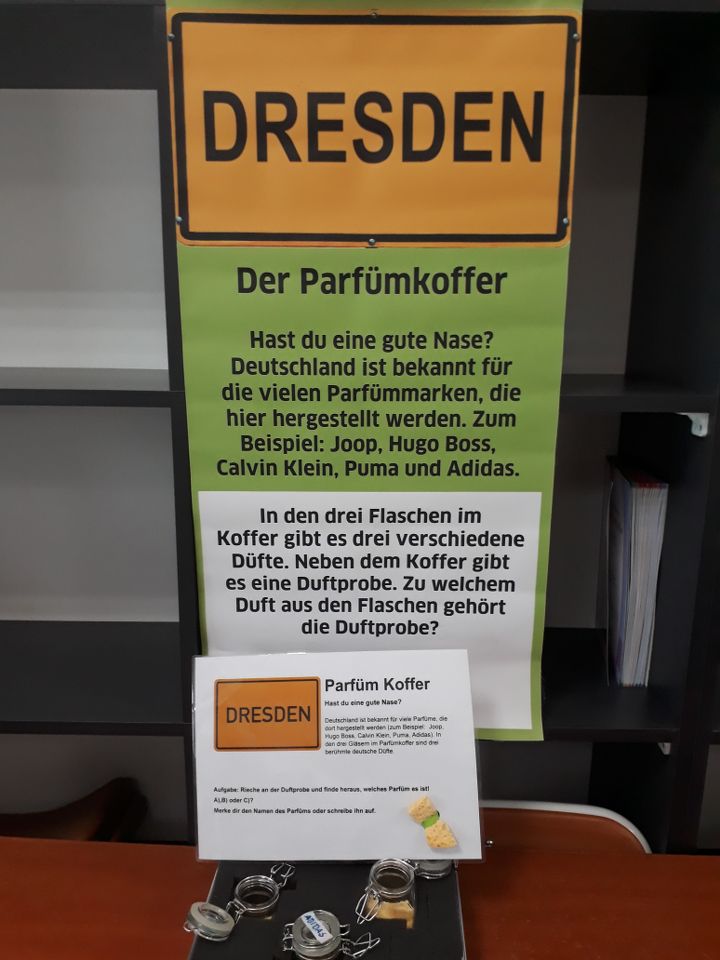 DRESDEN
Der Parfümkoffer
Hast du eine gute Nase?
Deutschland ist bekannt für
die vielen Parfümmarken, die
hier hergestellt werden. Zum
Beispiel: Joop, Hugo Boss,
Calvin Klein, Puma und Adidas.
In den drei Flaschen im
Koffer gibt es drei verschiedene
Düfte. Neben dem Koffer gibt
es eine Duftprobe. Zu welchem
Duft aus den Flaschen gehört
die Duftprobe?
DRESDEN
Parfüm Koffer
Hast du eine gute Nase?
Deutschland ist bekannt für viele Parfüme, die
dort hergestellt werden (zum Beispiel: Joop,
Hugo Boss, Calvin Klein, Puma, Adidas). In
den drei Gläsern im Parfümkoffer sind drei
berühmte deutsche Düfte.
Aufgabe: Rieche an der Duftprobe und finde heraus, welches Parfüm es ist!
A),B) oder C)?
Merke dir den Namen des Parfüms oder schreibe ihn auf.
ADIDAS